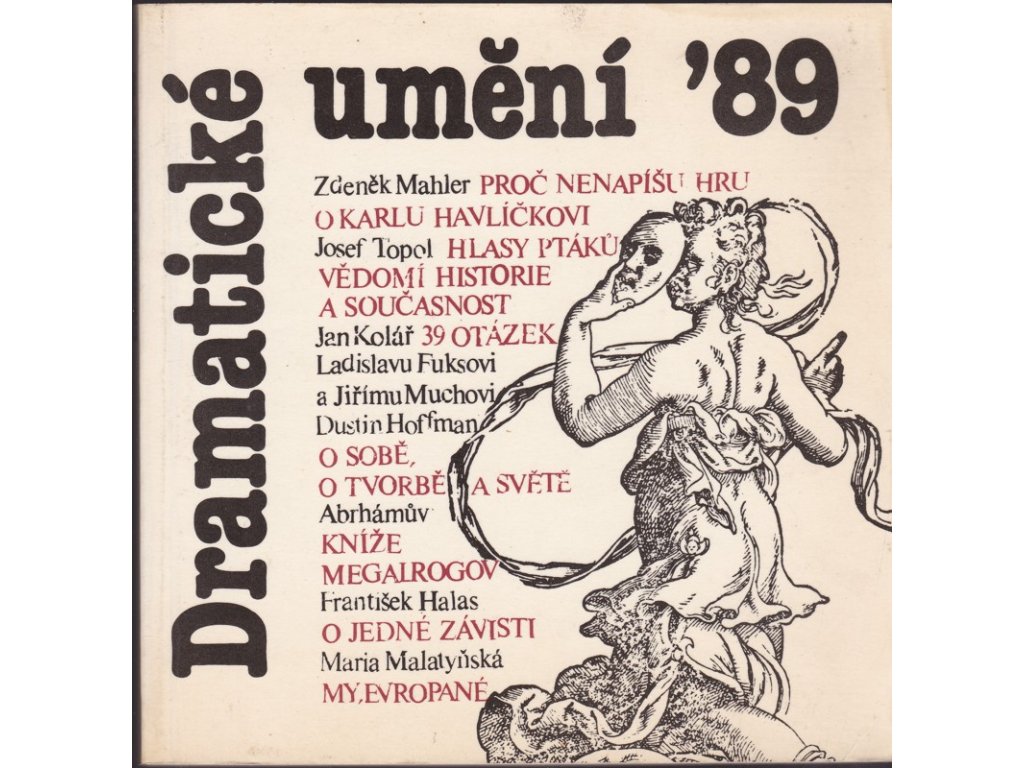 Dramatické
umění '89
Zdeněk Mahler PROČ NENAPÍŠU HRU
O KARLU HAVLÍČKOVI
Josef Topol HLASY PTÁKŮ
VĚDOMÍ HISTORIE
A SOUČASNOST
Jan Kolář 39 OTÁZEK
Ladislavu Fuksovi
a Jiřímu Muchovi
Dustin Hoffman
O SOBĚ,
O TVORBĚ A SVĚTĚ
Abrhámův
KNÍŽE
MEGALROGOV
František Halas
O JEDNÉ ZÁVISTI
Maria Malatyňská
MY, EVROPANÉ